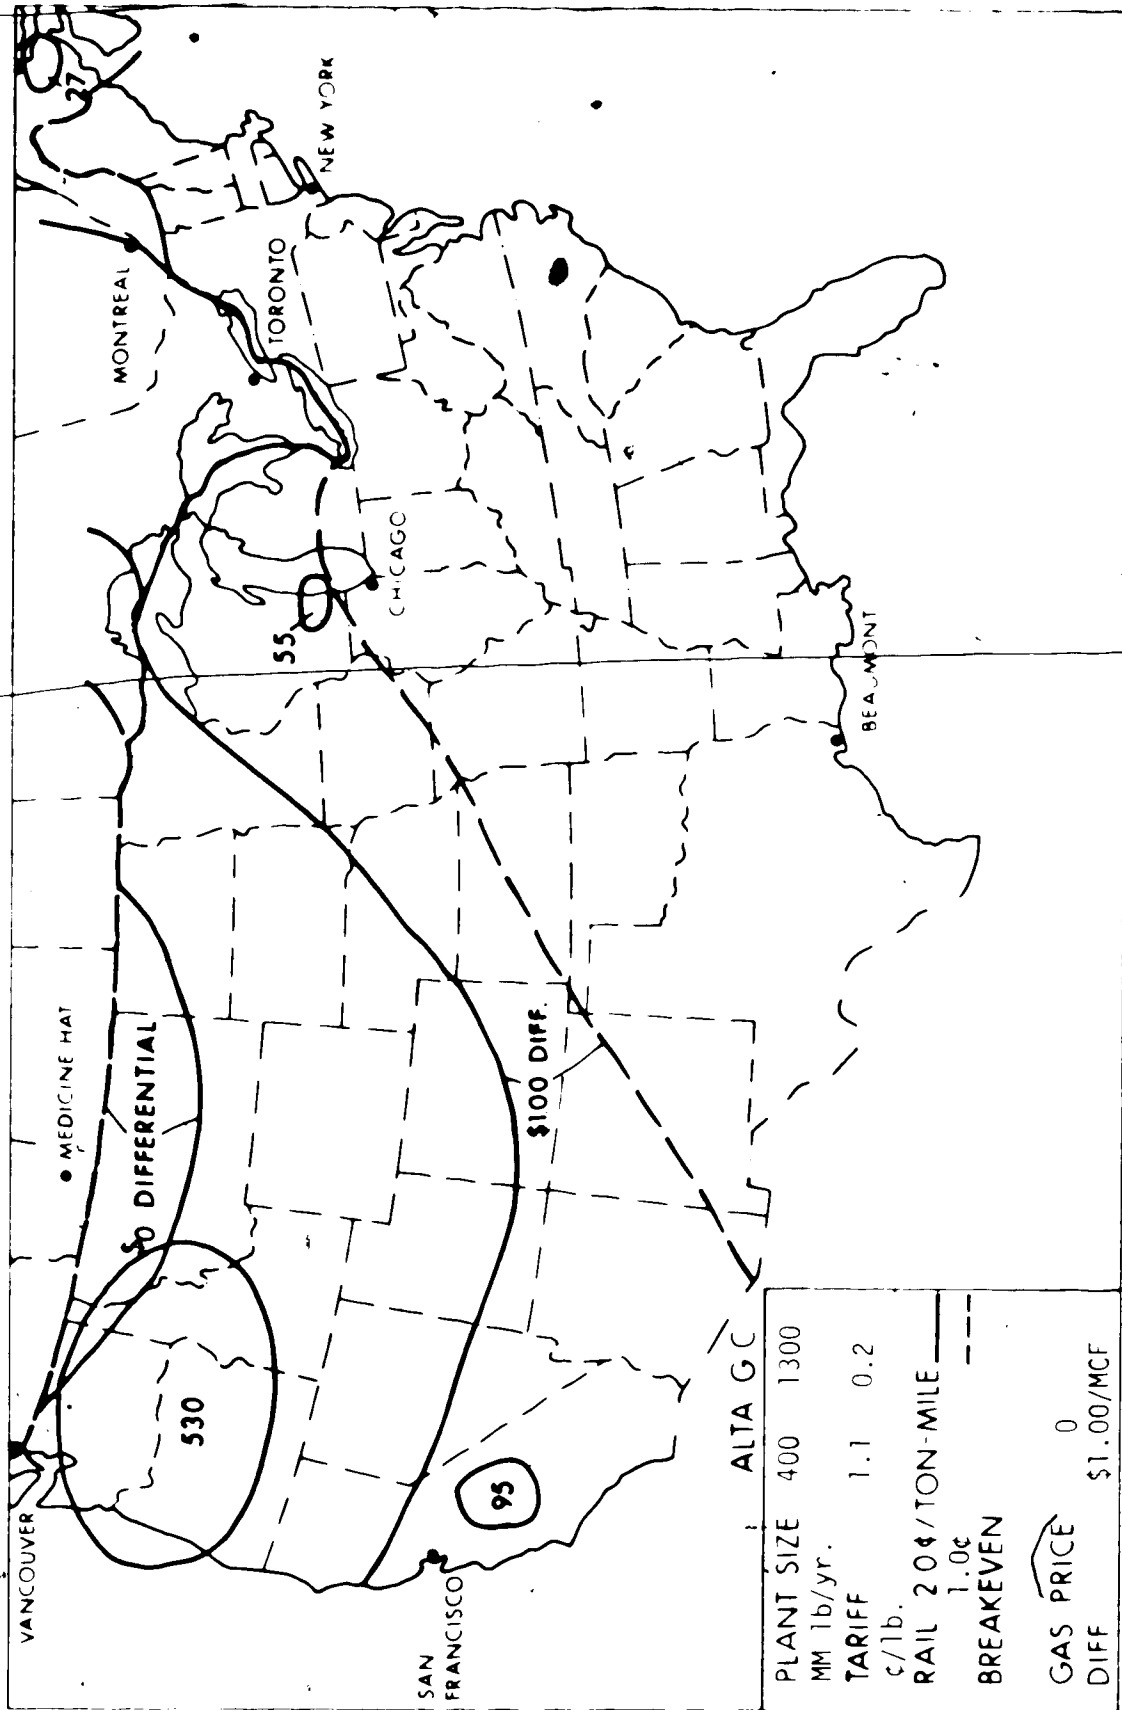 VANCOUVER
MEDICINE HAT
$0 DIFFERENTIAL
530
MONTREAL
27
TORONTO
NEW YORK
55
CHICAGO
SAN
FRANCISCO
95
$100 DIFF.
BEAUMONT
ALTA GC
PLANT SIZE 400 1300
MM lb/yr.
TARIFF 1.1 0.2
c/lb.
RAIL 2 0¢/TON-MILE
1.0¢
BREAKEVEN
GAS PRICE 0
DIFF $1.00/MCF